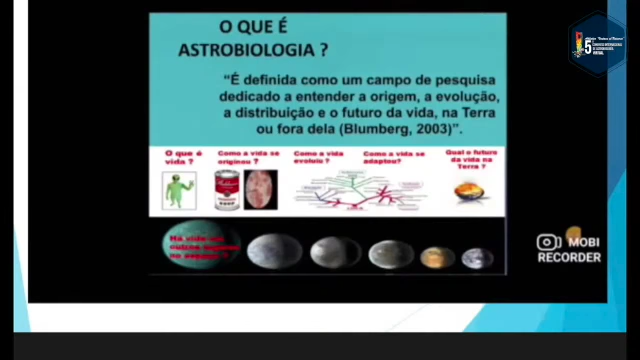 O QUE É
ASTROBIOLOGIA ?
“É definida como um campo de pesquisa
dedicado a entender a origem, a evolução,
a distribuição e o futuro da vida, na Terra
ou fora dela (Blumberg, 2003)”.
O que é
vida ?
Como a vida se
originou ?
Como a vida
evoluiu ?
Como a vida se
adaptou?
Qual o futuro
da vida na
Terra ?
Há vida em
outros
no
?
MOBI
RECORDER
5